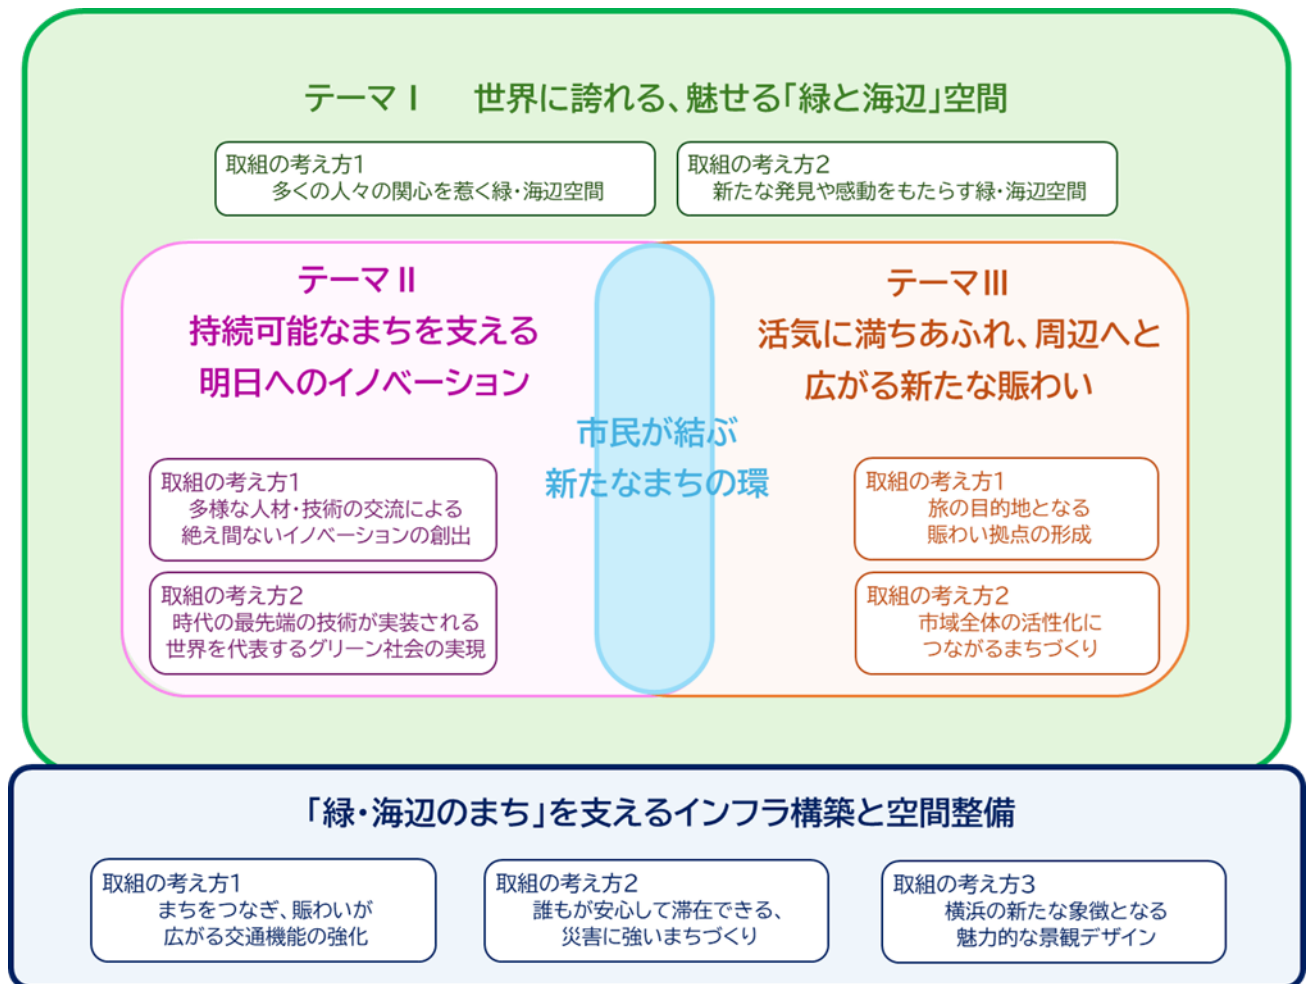 テーマⅠ 世界に誇れる、魅せる「緑と海辺」空間
取組の考え方1
多くの人々の関心を惹く緑・海辺空間
取組の考え方2
新たな発見や感動をもたらす緑・海辺空間
テーマⅡ
持続可能なまちを支える
明日へのイノベーション
取組の考え方1
多様な人材・技術の交流による
絶え間ないイノベーションの創出
取組の考え方2
時代の最先端の技術が実装される
世界を代表するグリーン社会の実現
市民が結ぶ
新たなまちの環
テーマⅢ
活気に満ちあふれ、周辺へと
広がる新たな賑わい
取組の考え方1
旅の目的地となる
賑わい拠点の形成
取組の考え方2
市域全体の活性化に
つながるまちづくり
「緑・海辺のまち」を支えるインフラ構築と空間整備
取組の考え方1
まちをつなぎ、賑わいが
広がる交通機能の強化
取組の考え方2
誰もが安心して滞在できる、
災害に強いまちづくり
取組の考え方3
横浜の新たな象徴となる
魅力的な景観デザイン